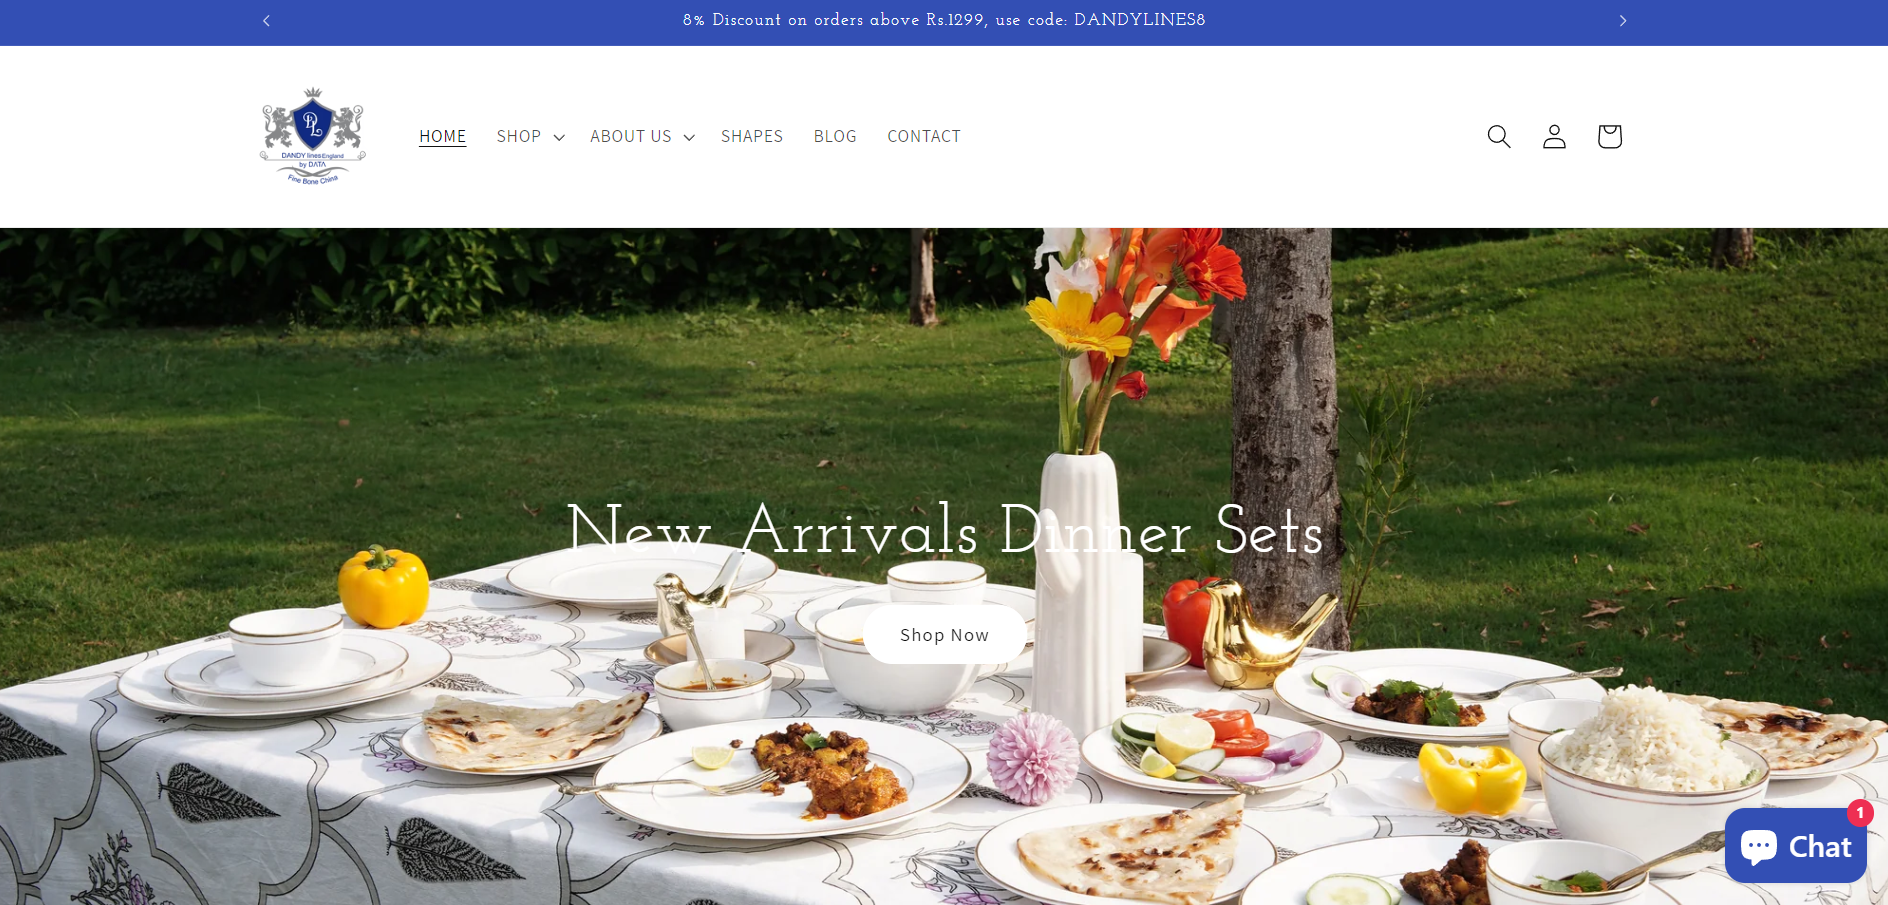 8% Discount on orders above Rs.1299, use code: DANDYLINES8
DL
DANDY lines England
by DATA
Fine Bone China
HOME
SHOP
ABOUT US
SHAPES
BLOG
CONTACT
New Arrivals Dinner Sets
Shop Now
1
Chat